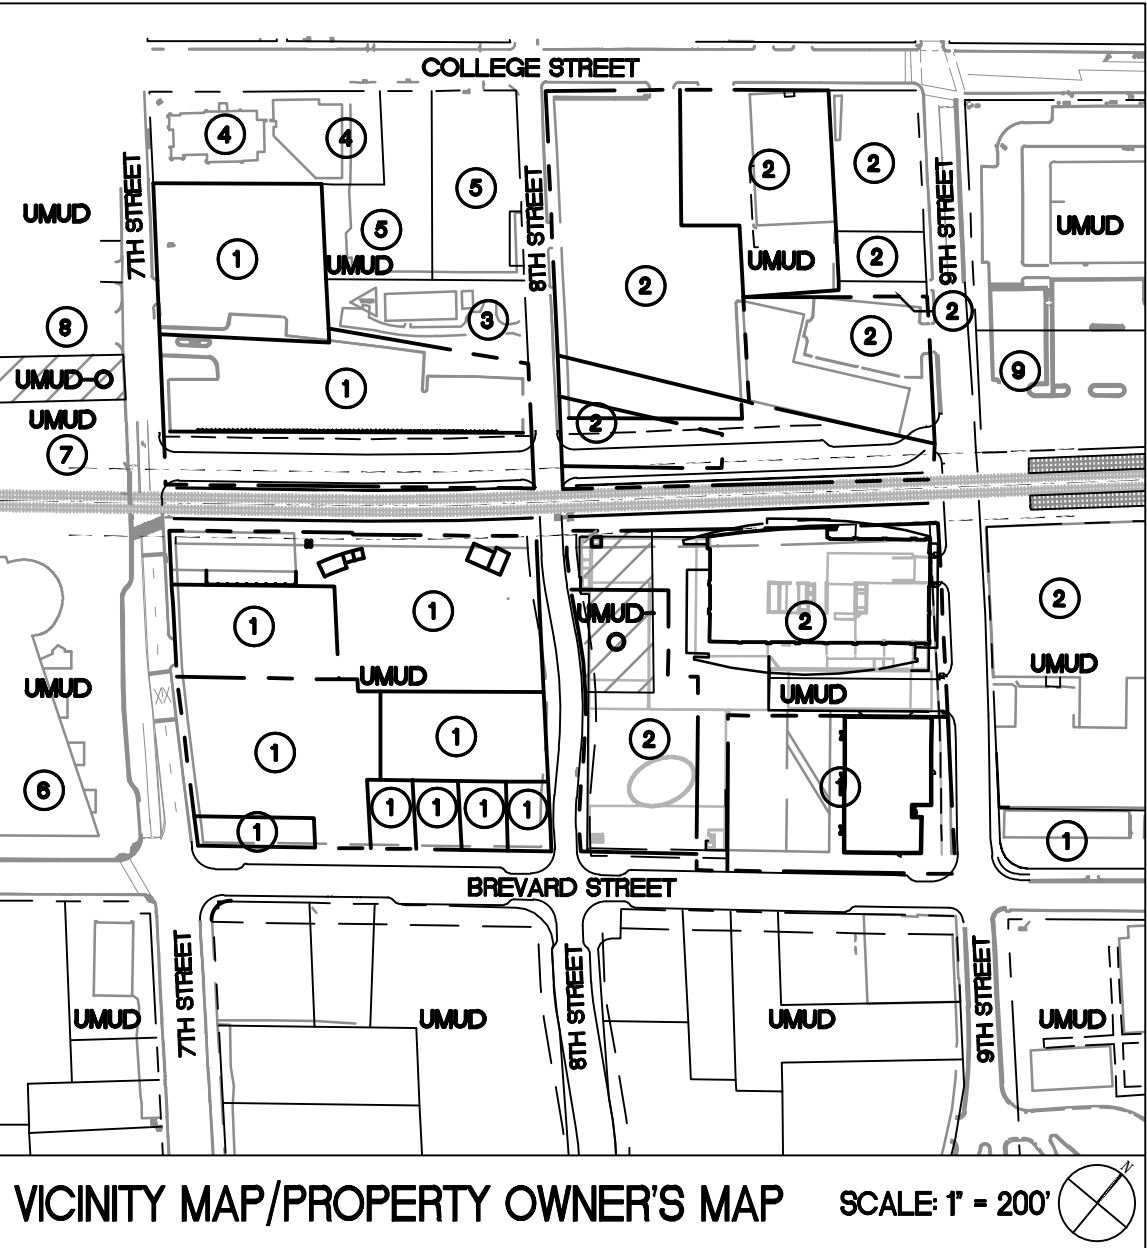 COLLEGE STREET
4
4
2
2
5
7TH STREET
8TH STREET
9TH STREET
UMUD
5
UMUD
1
UMUD
2
UMUD
2
2
2
8
3
2
9
UMUD-O
1
UMUD
2
7
1
1
UMUD-O
2
2
UMUD
UMUD
UMUD
UMUD
1
1
2
6
1
1
1
1
1
1
1
1
BREVARD STREET
7TH STREET
8TH STREET
9TH STREET
UMUD
UMUD
UMUD
UMUD
VICINITY MAP/PROPERTY OWNER'S MAP
SCALE: 1" = 200'
N